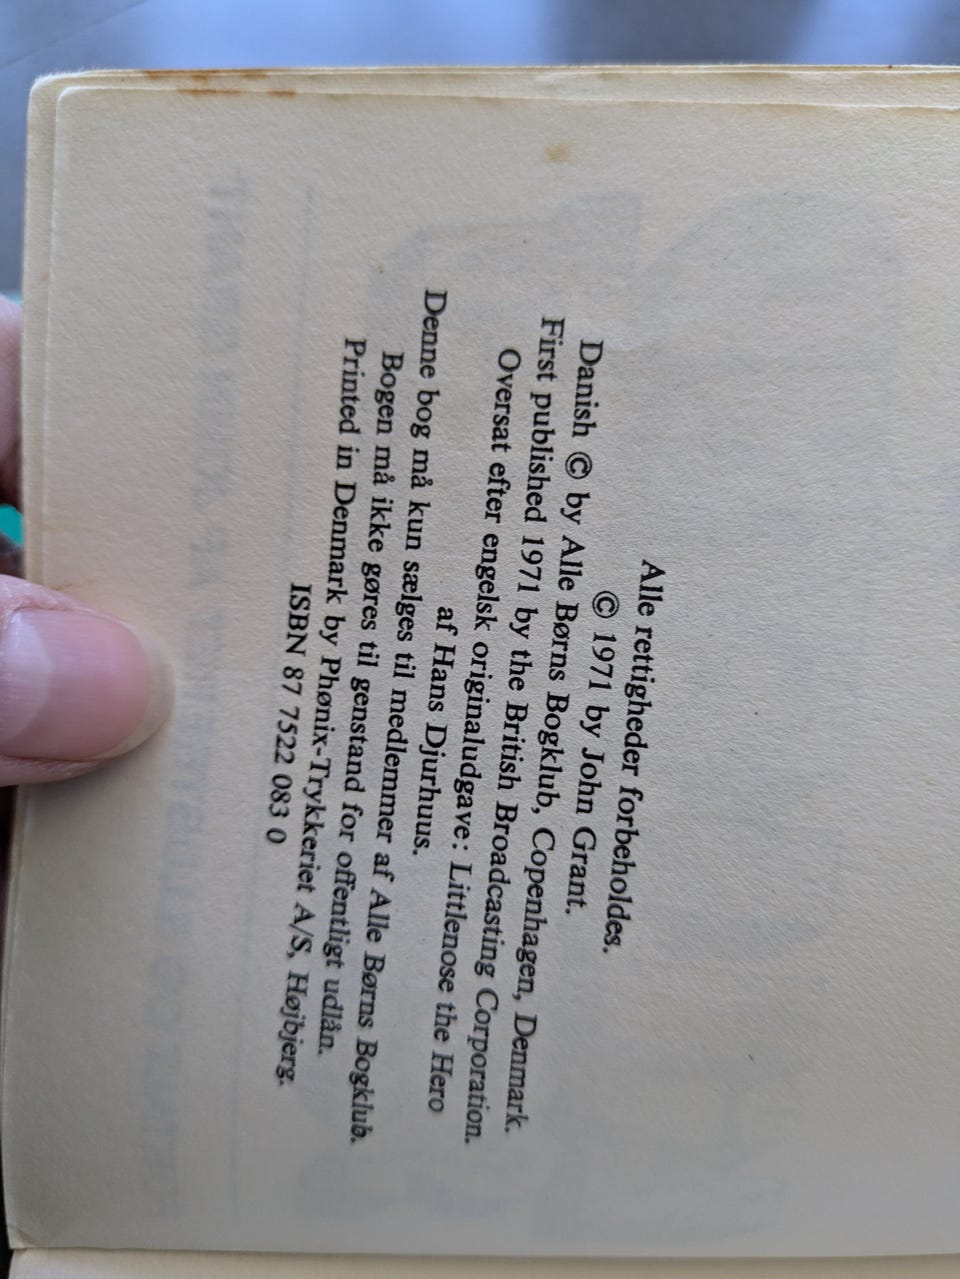 Alle rettigheder forbeholdes.
© 1971 by John Grant.
Danish © by Alle Børns Bogklub, Copenhagen, Denmark.
First published 1971 by the British Broadcasting Corporation.
Oversat efter engelsk originaludgave: Littlenose the Hero
af Hans Djurhuus.
Denne bog må kun sælges til medlemmer af Alle Børns Bogklub.
Bogen må ikke gøres til genstand for offentligt udlån.
Printed in Denmark by Phønix-Trykkeriet A/S, Højbjerg.
ISBN 87 7522 083 0